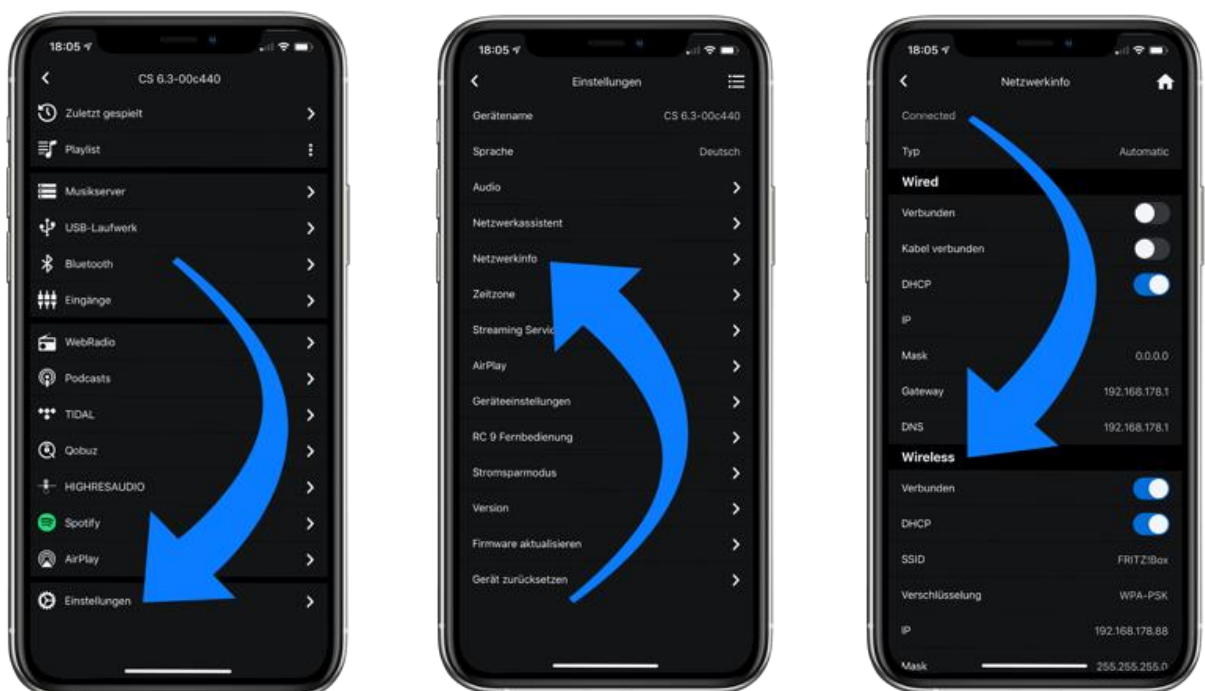 18:05
CS 6.3-00c440
Zuletzt gespielt
Playlist
Musikserver
USB-Laufwerk
Bluetooth
Eingänge
WebRadio
Podcasts
TIDAL
Qobuz
HIGHRESAUDIO
Spotify
AirPlay
Einstellungen
18:05
Einstellungen
Gerätename CS 6.3-00c440
Sprache Deutsch
Audio
Netzwerkassistent
Netzwerkinfo
Zeitzone
Streaming Servic
AirPlay
Geräteeinstellungen
RC 9 Fernbedienung
Stromsparmodus
Version
Firmware aktualisieren
Gerät zurücksetzen
18:05
Netzwerkinfo
Connected
Typ Automatic
Wired
Verbunden
Kabel verbunden
DHCP
IP
Mask 0.0.0.0
Gateway 192.168.178.1
DNS 192.168.178.1
Wireless
Verbunden
DHCP
SSID FRITZ!Box
Verschlüsselung WPA-PSK
IP 192.168.178.88
Mask 255.255.255.0